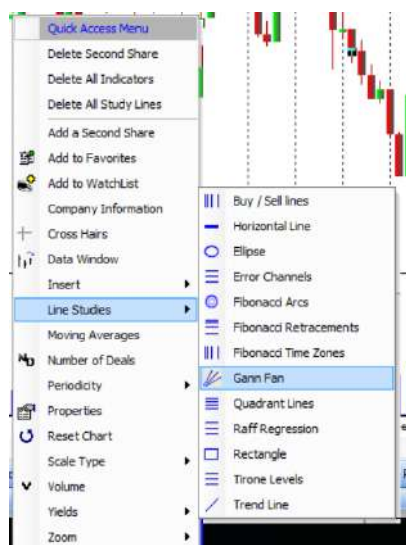 Quick Access Menu
Delete Second Share
Delete All Indicators
Delete All Study Lines
Add a Second Share
Add to Favorites
Add to WatchList
Company Information
Cross Hairs
Data Window
Insert
Line Studies
Moving Averages
Number of Deals
Periodicity
Properties
Reset Chart
Scale Type
Volume
Yields
Zoom
Buy / Sell lines
Horizontal Line
Ellipse
Error Channels
Fibonacci Arcs
Fibonacci Retracements
Fibonacci Time Zones
Gann Fan
Quadrant Lines
Raff Regression
Rectangle
Tirone Levels
Trend Line